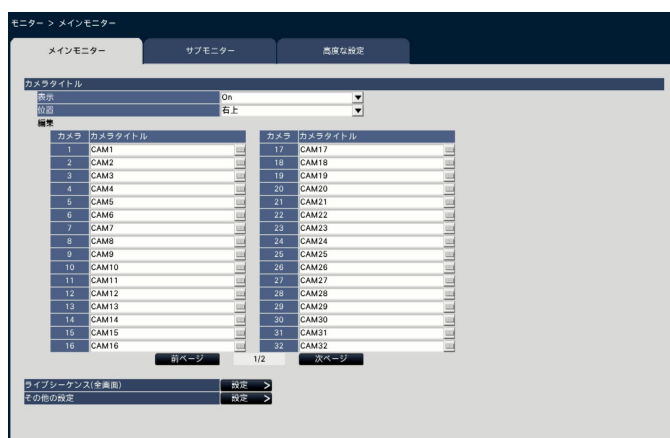 モニター > メインモニター
メインモニター サブモニター 高度な設定
カメラタイトル
表示 On
位置 右上
編集
カメラ カメラタイトル カメラ カメラタイトル
1 CAM1 17 CAM17
2 CAM2 18 CAM18
3 CAM3 19 CAM19
4 CAM4 20 CAM20
5 CAM5 21 CAM21
6 CAM6 22 CAM22
7 CAM7 23 CAM23
8 CAM8 24 CAM24
9 CAM9 25 CAM25
10 CAM10 26 CAM26
11 CAM11 27 CAM27
12 CAM12 28 CAM28
13 CAM13 29 CAM29
14 CAM14 30 CAM30
15 CAM15 31 CAM31
16 CAM16 32 CAM32
前ページ 1/2 次ページ
ライブシーケンス(全画面) 設定 >
その他の設定 設定 >